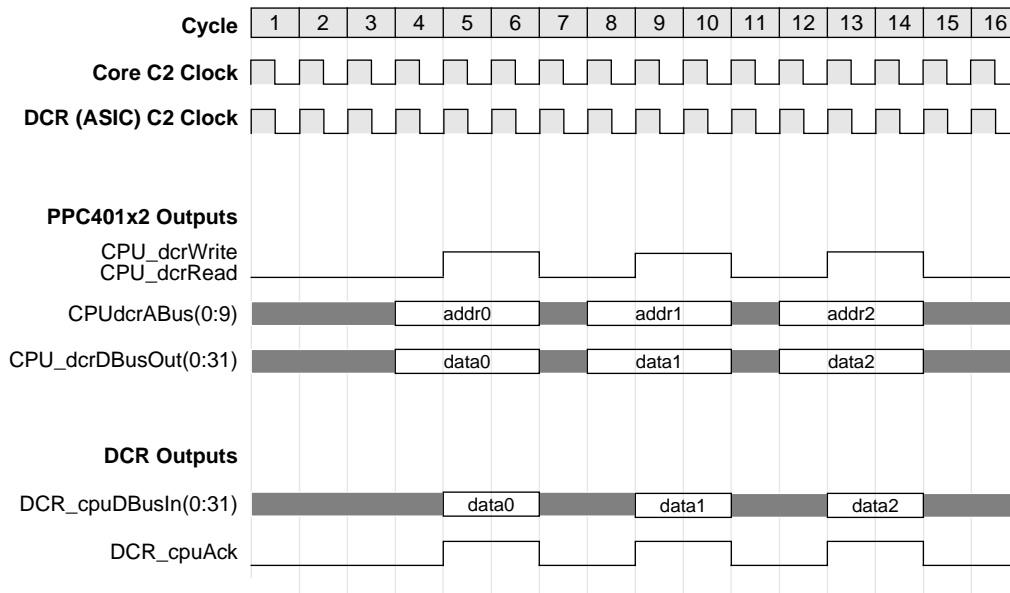 Cycle 1 2 3 4 5 6 7 8 9 10 11 12 13 14 15 16
Core C2 Clock
DCR (ASIC) C2 Clock
PPC401x2 Outputs
CPU_dcrWrite
CPU_dcrRead
CPUdcrABus(0:9) addr0 addr1 addr2
CPU_dcrDBusOut(0:31) data0 data1 data2
DCR Outputs
DCR_cpuDBusIn(0:31) data0 data1 data2
DCR_cpuAck